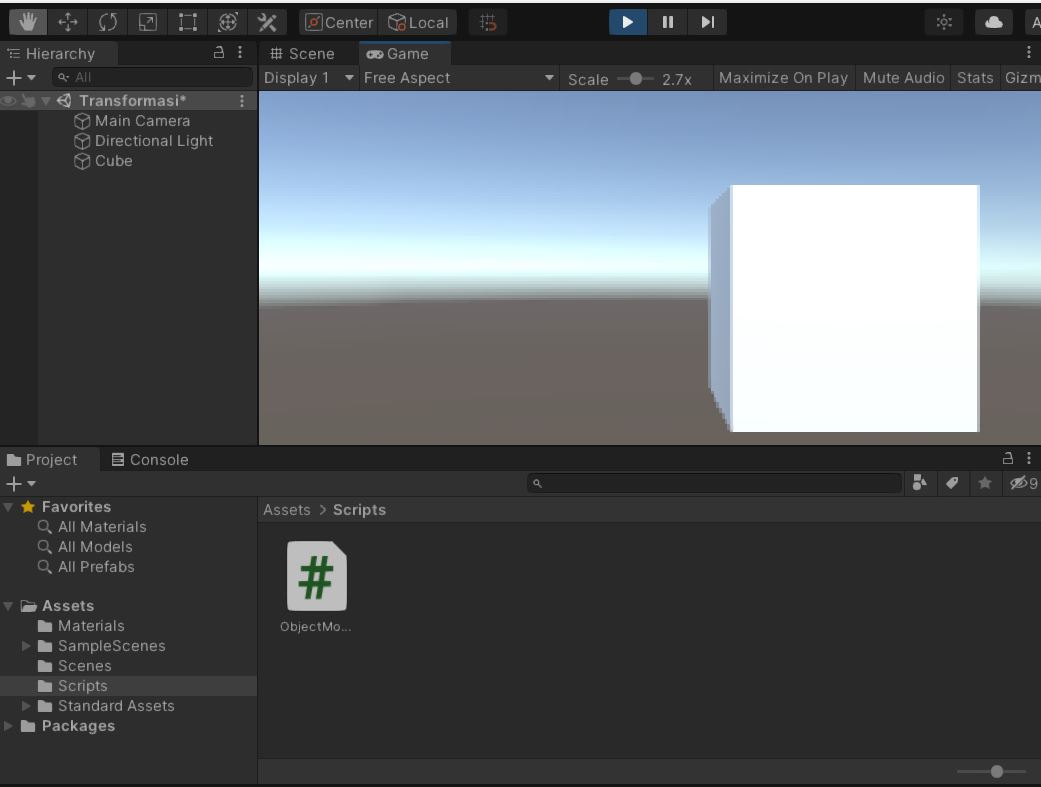 Center Local A
Hierarchy Scene Game
All Display 1 Free Aspect Scale 2.7x Maximize On Play Mute Audio Stats Gizm
Transformasi*
Main Camera
Directional Light
Cube
Project Console
9
Favorites
All Materials
All Models
All Prefabs
Assets
Materials
SampleScenes
Scenes
Scripts
Standard Assets
Packages
Assets > Scripts
#
ObjectMo...